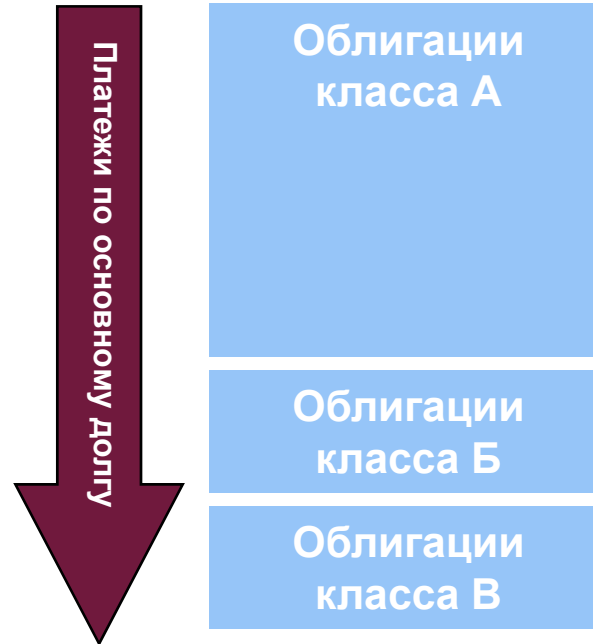 Платежи по основному долгу
Облигации
класса А
Облигации
класса Б
Облигации
класса В